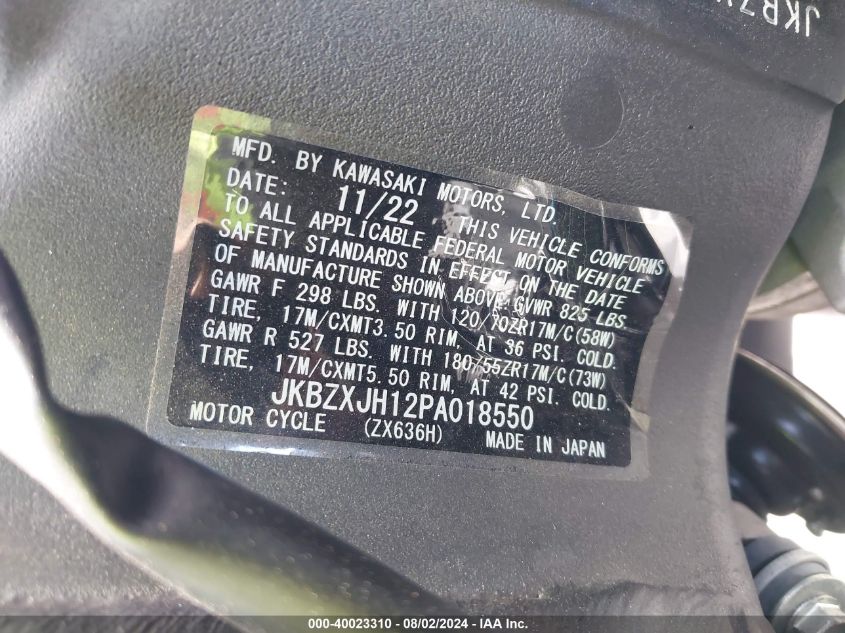 JKBZX
MFD. BY KAWASAKI MOTORS, LTD.
DATE: 11/22 THIS VEHICLE CONFORMS
TO ALL APPLICABLE FEDERAL MOTOR VEHICLE
SAFETY STANDARDS IN EFFECT ON THE DATE
OF MANUFACTURE SHOWN ABOVE. GVWR 825 LBS.
GAWR F 298 LBS. WITH 120/70ZR17M/C(58W)
TIRE, 17M/CXMT3.50 RIM, AT 36 PSI. COLD.
GAWR R 527 LBS. WITH 180/55ZR17M/C(73W)
TIRE, 17M/CXMT5.50 RIM, AT 42 PSI. COLD.
JKBZXJH12PA018550
MOTOR CYCLE (ZX636H) MADE IN JAPAN
000-40023310 - 08/02/2024 - IAA Inc.